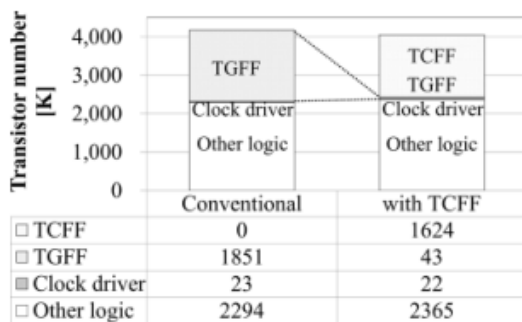 Transistor number
[K]
4,000
3,000
2,000
1,000
0
TGFF
Clock driver
Other logic
TCFF
TGFF
Clock driver
Other logic
Conventional with TCFF
TCFF 0 1624
TGFF 1851 43
Clock driver 23 22
Other logic 2294 2365